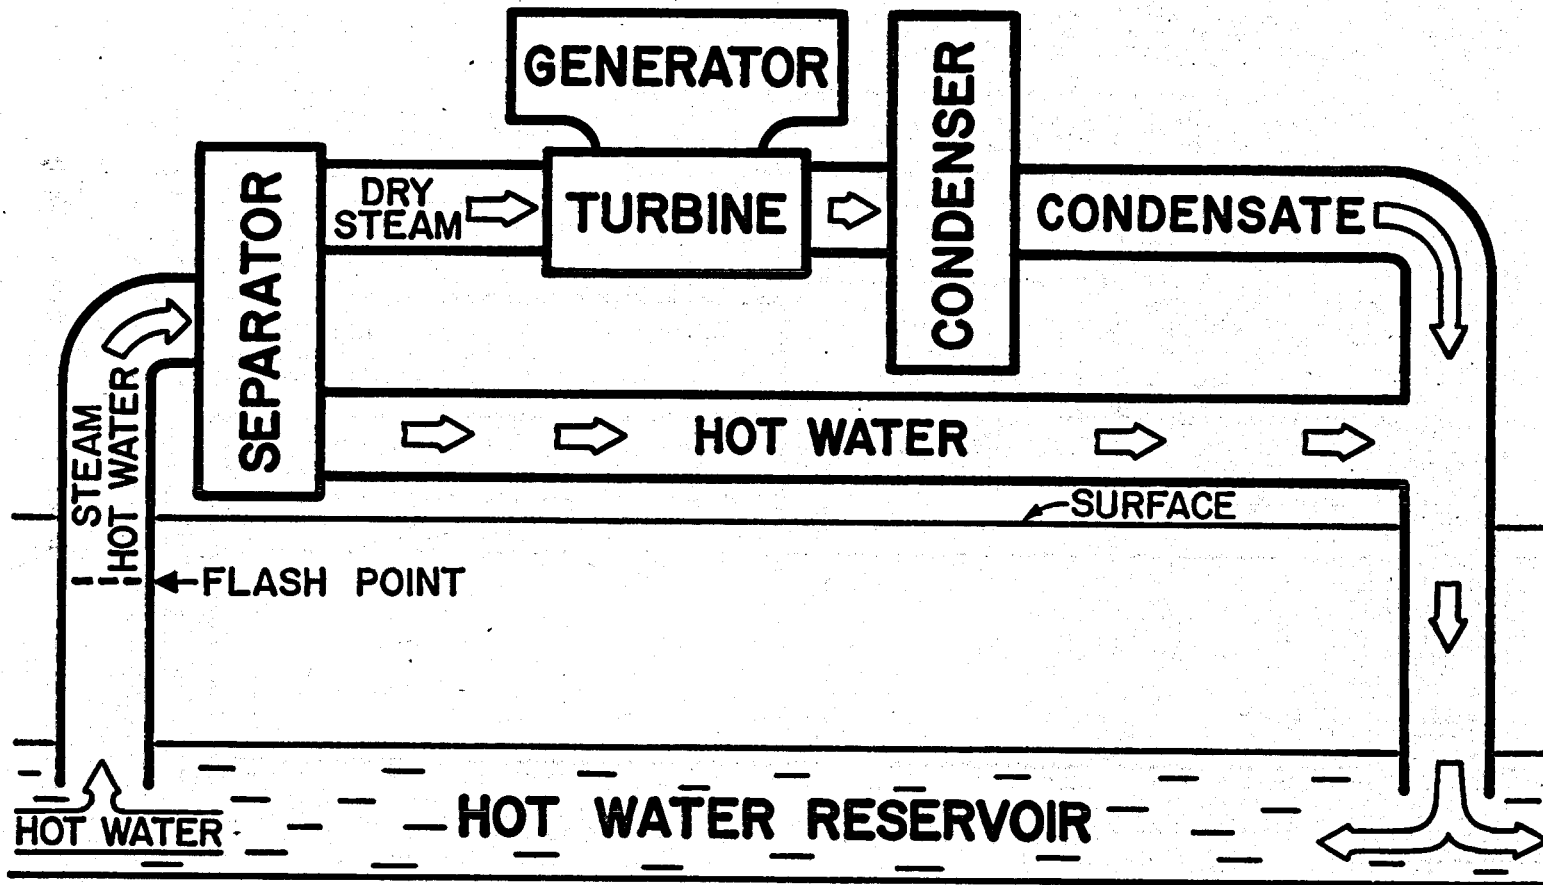 GENERATOR
CONDENSER
SEPARATOR
DRY
STEAM
TURBINE
CONDENSATE
STEAM
HOT WATER
HOT WATER
SURFACE
FLASH POINT
HOT WATER RESERVOIR
HOT WATER